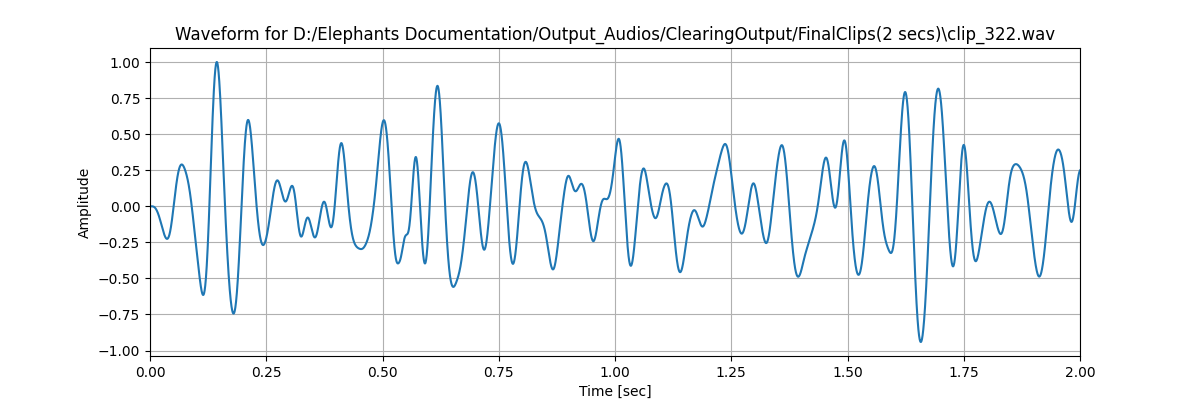 Waveform for D:/Elephants Documentation/Output_Audios/ClearingOutput/FinalClips(2 secs)\clip_322.wav
1.00
0.75
0.50
0.25
0.00
−0.25
−0.50
−0.75
−1.00
Amplitude
0.00 0.25 0.50 0.75 1.00 1.25 1.50 1.75 2.00
Time [sec]